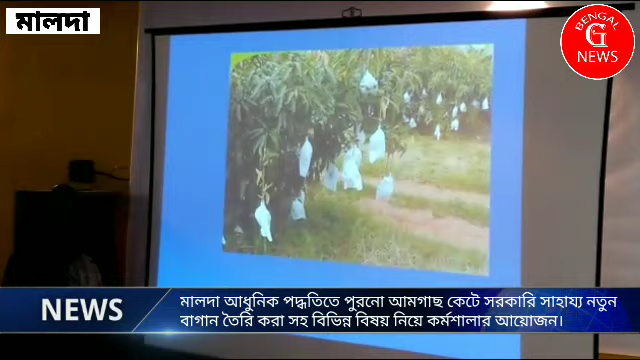 মালদা
BENGAL
G
NEWS
NEWS
মালদা আধুনিক পদ্ধতিতে পুরনো আমগাছ কেটে সরকারি সাহায্য নতুন
বাগান তৈরি করা সহ বিভিন্ন বিষয় নিয়ে কর্মশালার আয়োজন।